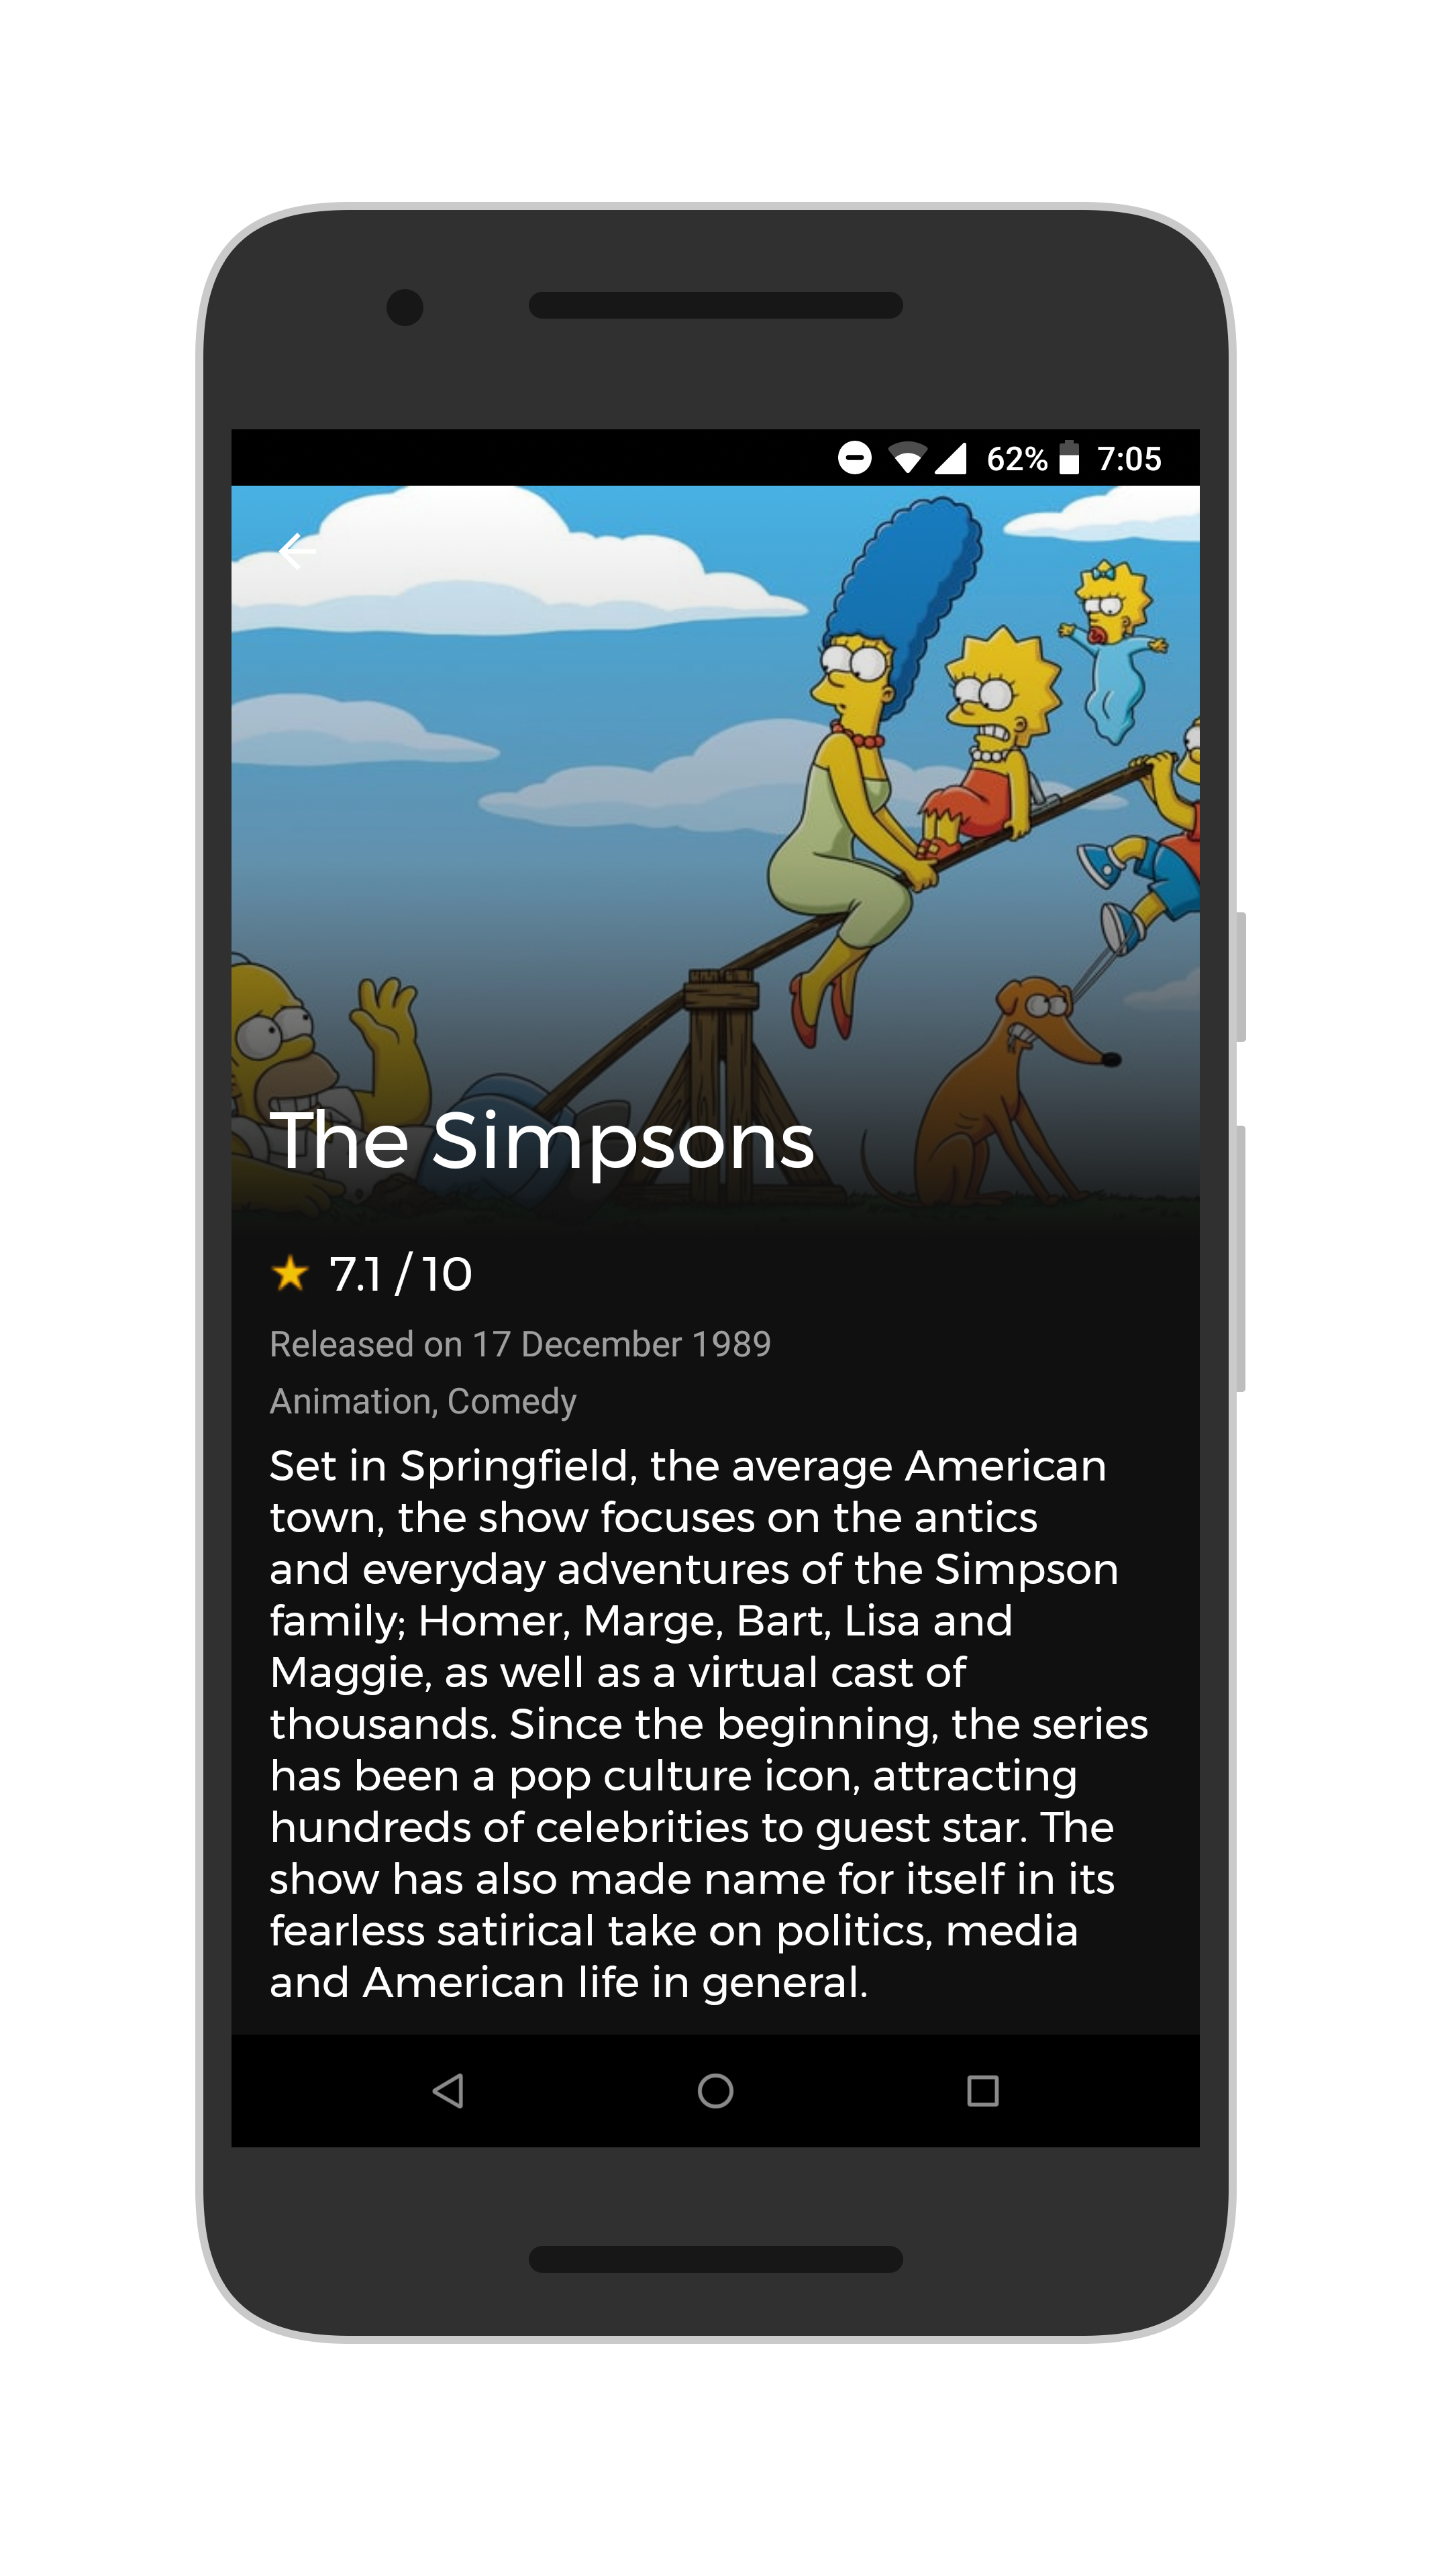 62% 7:05
The Simpsons
7.1 / 10
Released on 17 December 1989
Animation, Comedy
Set in Springfield, the average American
town, the show focuses on the antics
and everyday adventures of the Simpson
family; Homer, Marge, Bart, Lisa and
Maggie, as well as a virtual cast of
thousands. Since the beginning, the series
has been a pop culture icon, attracting
hundreds of celebrities to guest star. The
show has also made name for itself in its
fearless satirical take on politics, media
and American life in general.